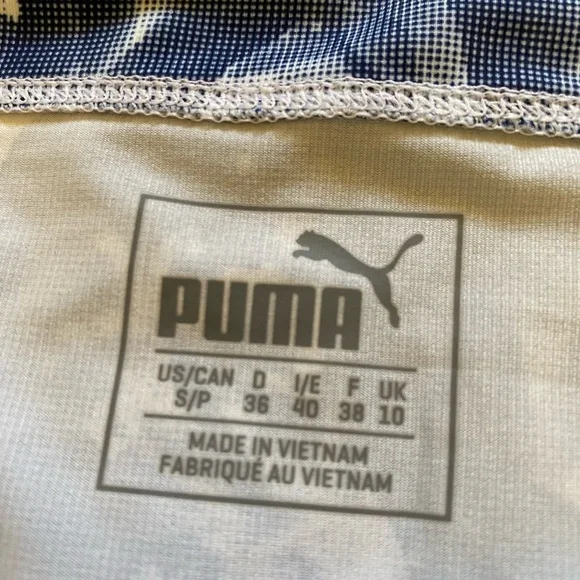 PUMA
US/CAN D I/E F UK
S/P 36 40 38 10
MADE IN VIETNAM
FABRIQUÉ AU VIETNAM